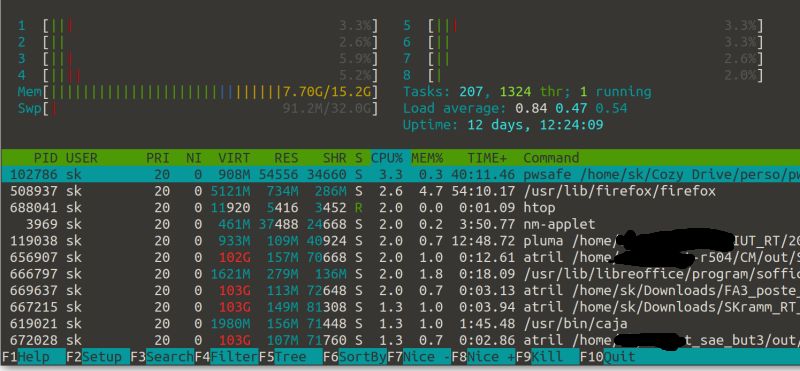 1 [||| 3.3%] 5 [||| 3.3%]
2 [|| 2.6%] 6 [|| 3.3%]
3 [||| 5.9%] 7 [|| 2.6%]
4 [|||| 5.2%] 8 [| 2.0%]
Mem[||||||||||||||||||||||||||||||7.70G/15.2G] Tasks: 207, 1324 thr; 1 running
Swp[| 91.2M/32.0G] Load average: 0.84 0.47 0.54
Uptime: 12 days, 12:24:09
PID USER PRI NI VIRT RES SHR S CPU% MEM% TIME+ Command
102786 sk 20 0 908M 54556 34660 S 3.3 0.3 40:11.46 pwsafe /home/sk/Cozy Drive/perso/pw
508937 sk 20 0 5121M 734M 286M S 2.6 4.7 54:10.17 /usr/lib/firefox/firefox
688041 sk 20 0 11920 5416 3452 R 2.0 0.0 0:01.09 htop
3969 sk 20 0 461M 37488 24668 S 2.0 0.2 3:50.77 nm-applet
119038 sk 20 0 933M 109M 40924 S 2.0 0.7 12:48.72 pluma /home/ IUT_RT/20
656907 sk 20 0 102G 157M 70668 S 2.0 1.0 0:12.61 atril /home/ -r504/CM/out/S
666797 sk 20 0 1621M 279M 136M S 2.0 1.8 0:18.09 /usr/lib/libreoffice/program/soffic
669637 sk 20 0 103G 113M 72648 S 2.0 0.7 0:03.13 atril /home/sk/Downloads/FA3_poste_
667215 sk 20 0 103G 149M 81308 S 1.3 1.0 0:03.94 atril /home/sk/Downloads/SKramm_RT_
619021 sk 20 0 1980M 156M 71448 S 1.3 1.0 1:45.48 /usr/bin/caja
672028 sk 20 0 103G 107M 71760 S 1.3 0.7 0:02.86 atril /home/ t_sae_but3/out/
F1Help F2Setup F3SearchF4FilterF5Tree F6SortByF7Nice -F8Nice +F9Kill F10Quit